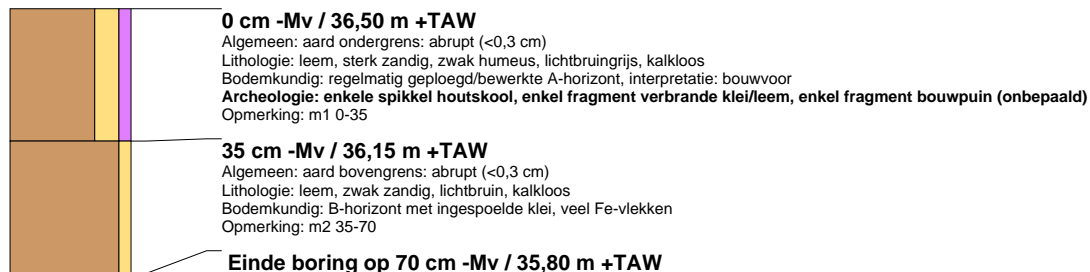 0 cm -Mv / 36,50 m +TAW
Algemeen: aard ondergrens: abrupt (<0,3 cm)
Lithologie: leem, sterk zandig, zwak humeus, lichtbruingrijs, kalkloos
Bodemkundig: regelmatig geploegd/bewerkte A-horizont, interpretatie: bouwvoor
Archeologie: enkele spikkel houtskool, enkel fragment verbrande klei/leem, enkel fragment bouwpuin (onbepaald)
Opmerking: m1 0-35
35 cm -Mv / 36,15 m +TAW
Algemeen: aard bovengrens: abrupt (<0,3 cm)
Lithologie: leem, zwak zandig, lichtbruin, kalkloos
Bodemkundig: B-horizont met ingespoelde klei, veel Fe-vlekken
Opmerking: m2 35-70
Einde boring op 70 cm -Mv / 35,80 m +TAW